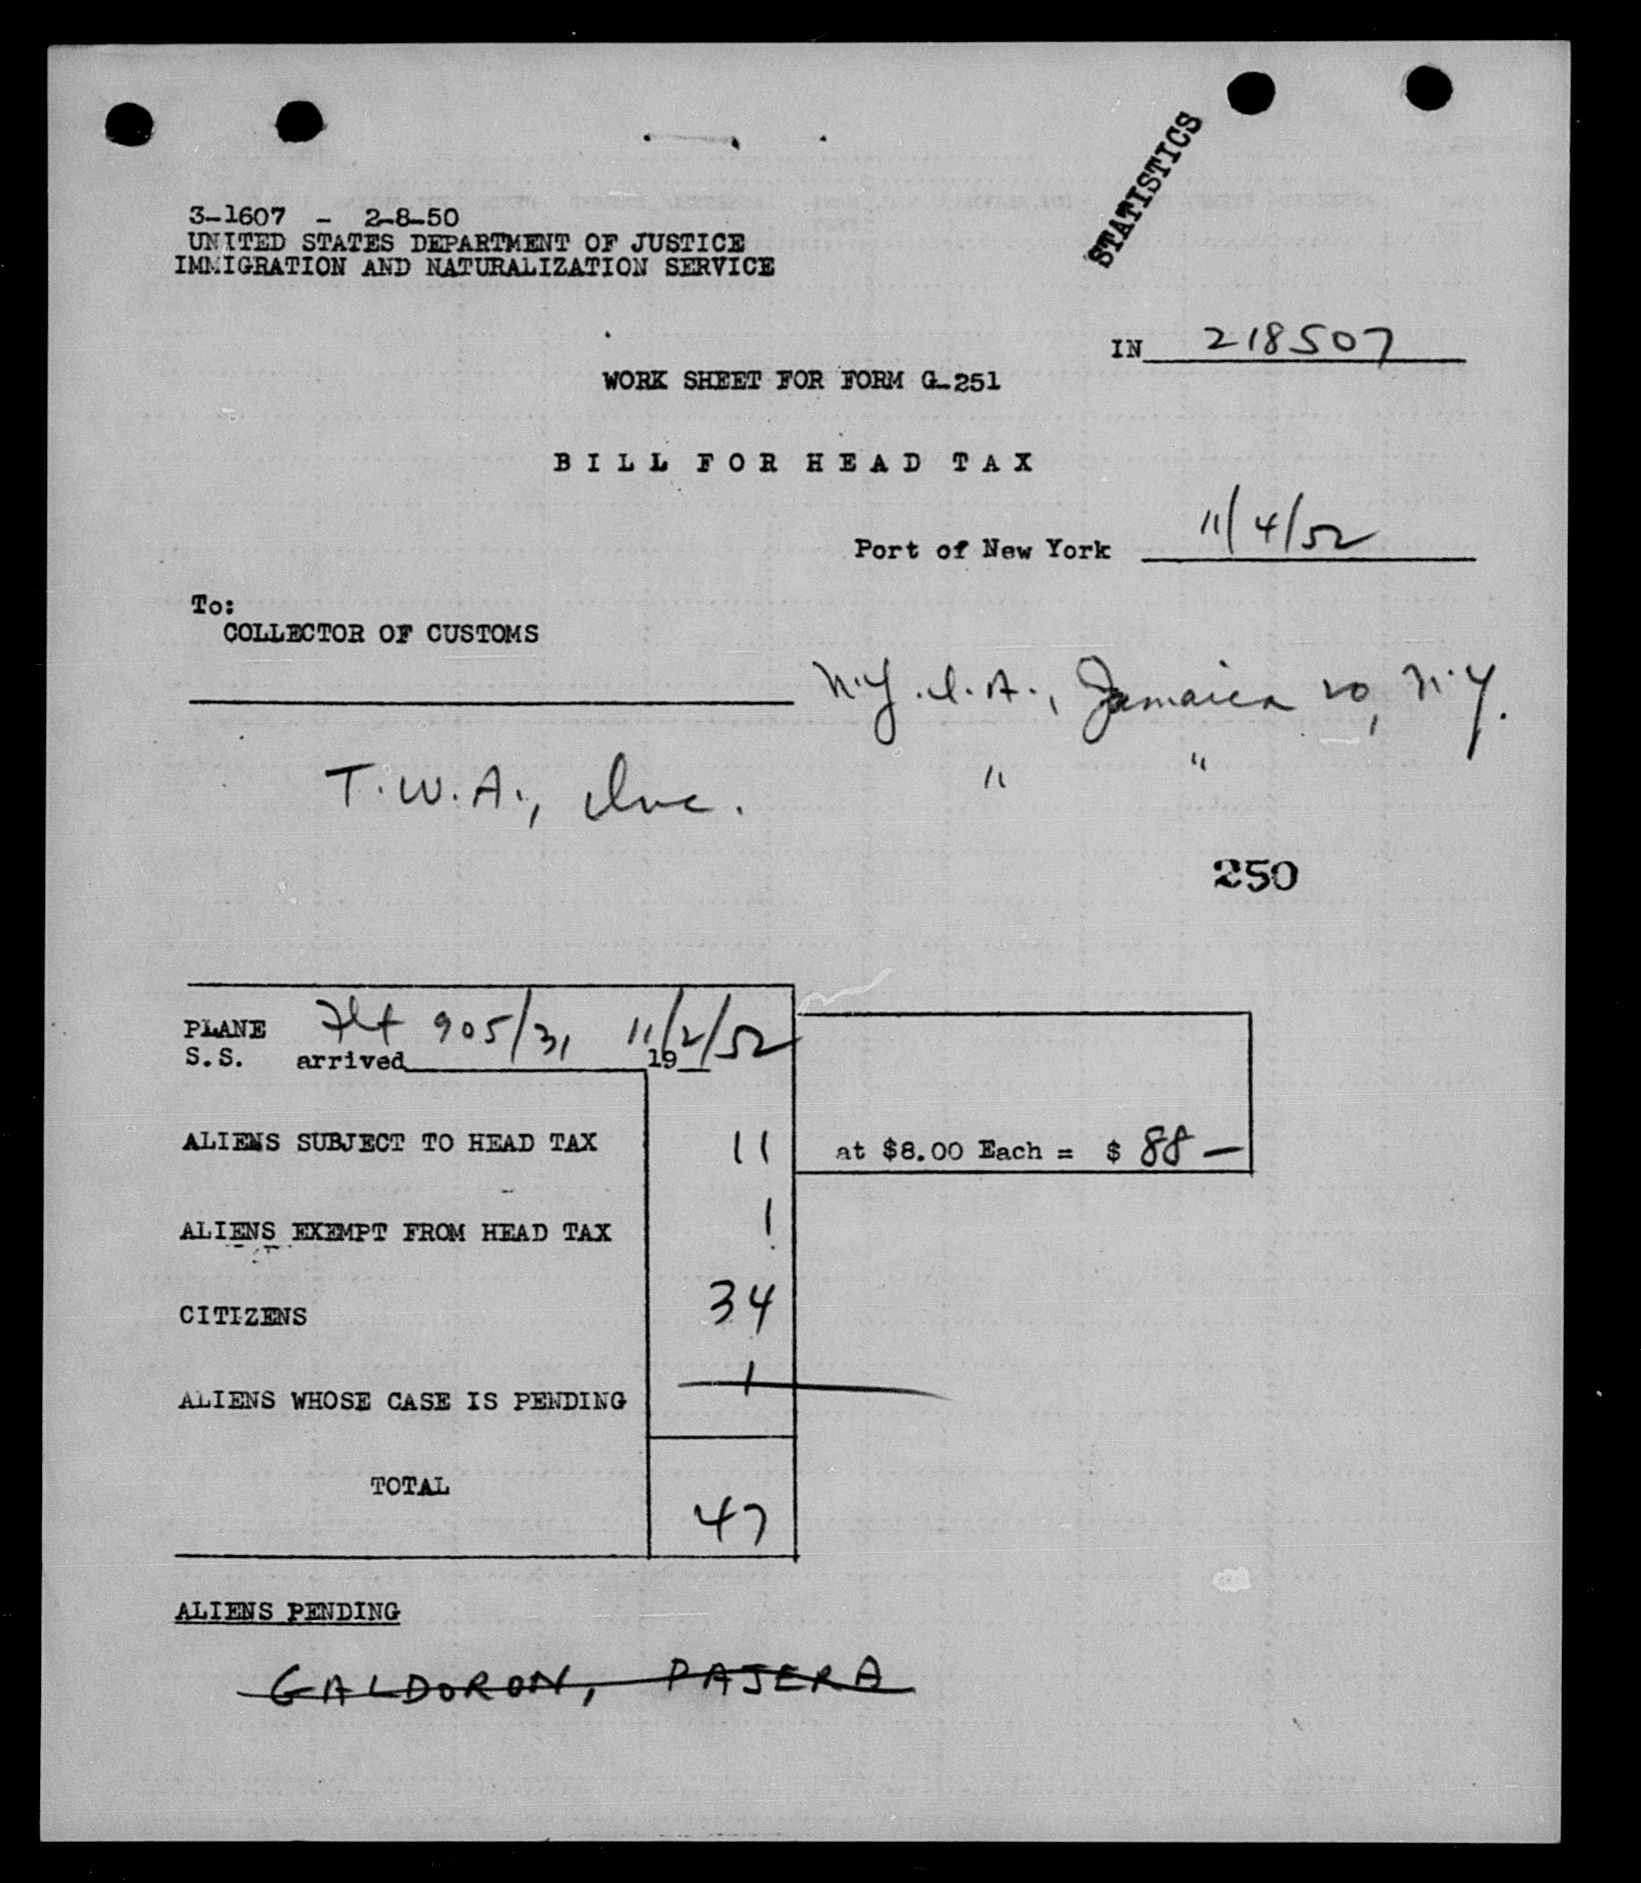 STATISTICS
3-1607 - 2-8-50
UNITED STATES DEPARTMENT OF JUSTICE
IMMIGRATION AND NATURALIZATION SERVICE
IN 218507
WORK SHEET FOR FORM G-251
BILL FOR HEAD TAX
Port of New York 11/4/52
To:
COLLECTOR OF CUSTOMS
N.Y.I.A., Jamaica 20, N.Y.
T.W.A., Inc. " "
250
PLANE Flt 905/31 11/2/52
S.S. arrived 19
ALIENS SUBJECT TO HEAD TAX 11 at $8.00 Each = $ 88 —
ALIENS EXEMPT FROM HEAD TAX 1
CITIZENS 34
ALIENS WHOSE CASE IS PENDING 1
TOTAL 47
ALIENS PENDING
GALDORON, PAJERA